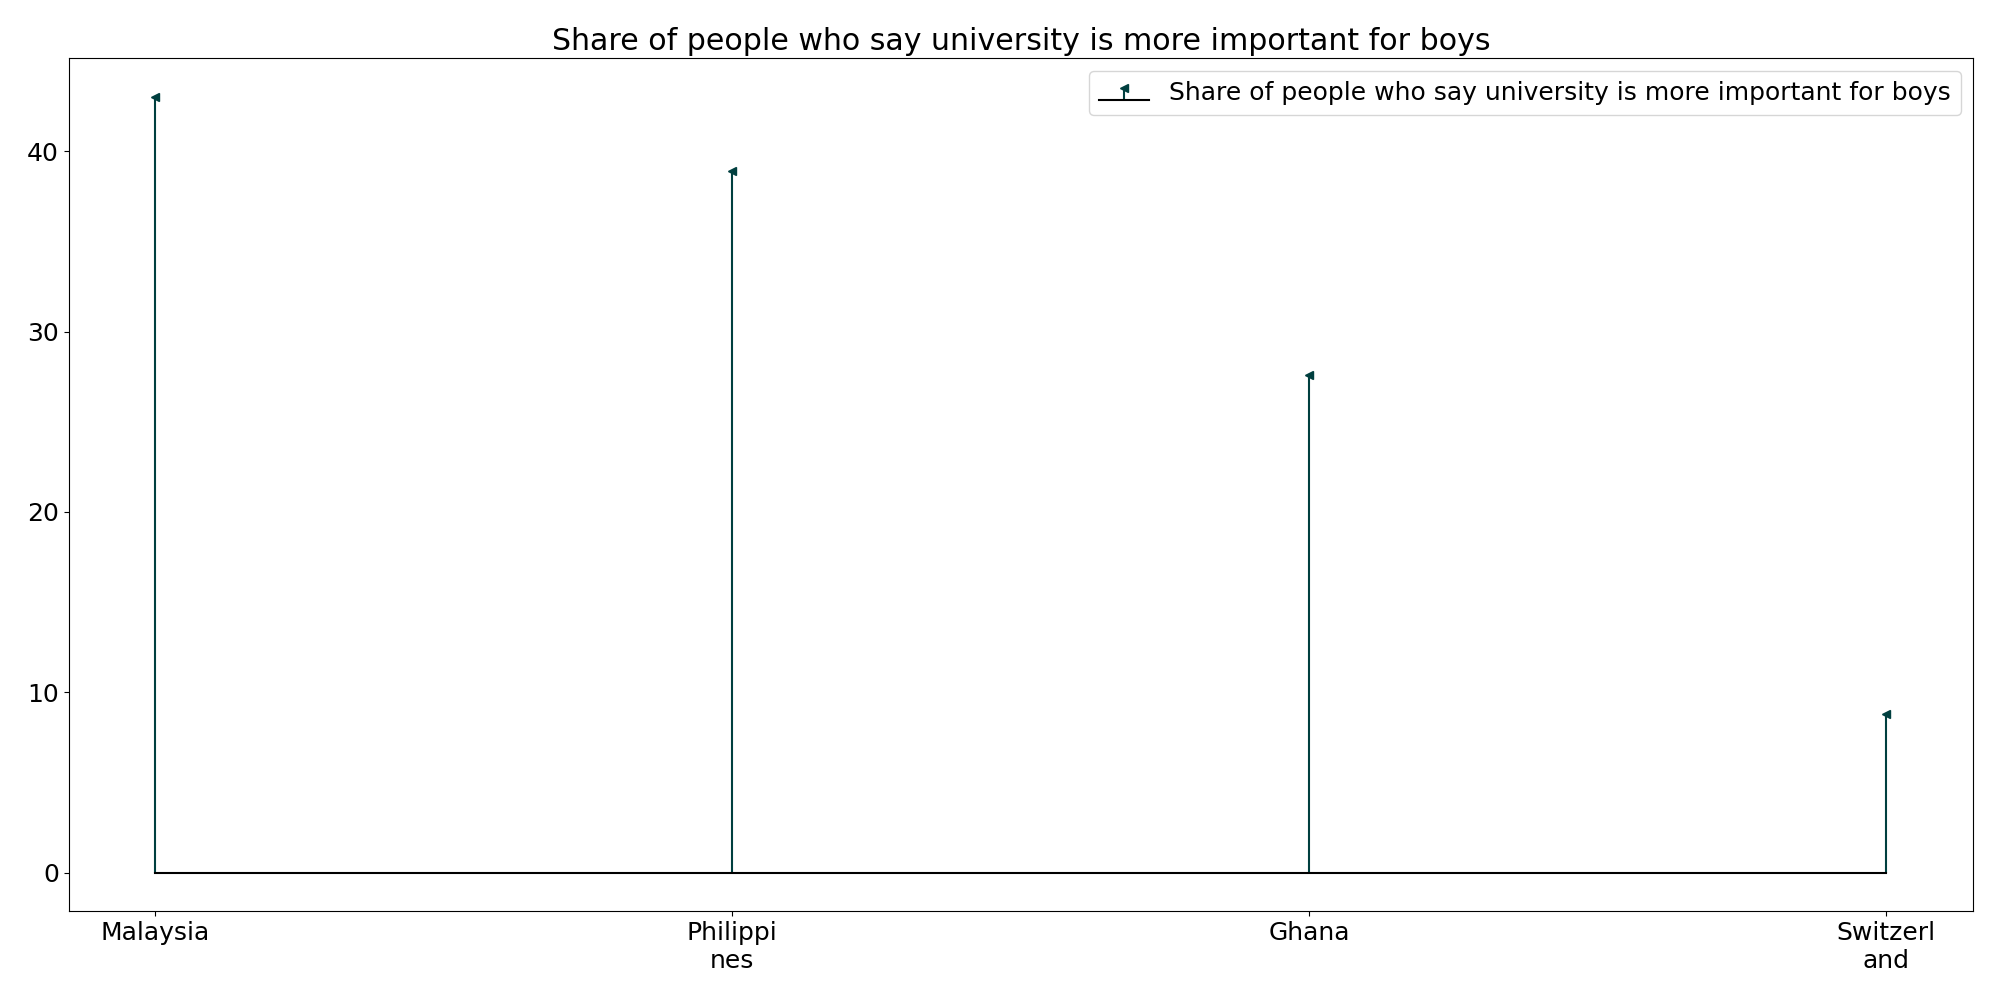 Share of people who say university is more important for boys
Share of people who say university is more important for boys
40
30
20
10
0
Malaysia
Philippi
nes
Ghana
Switzerl
and